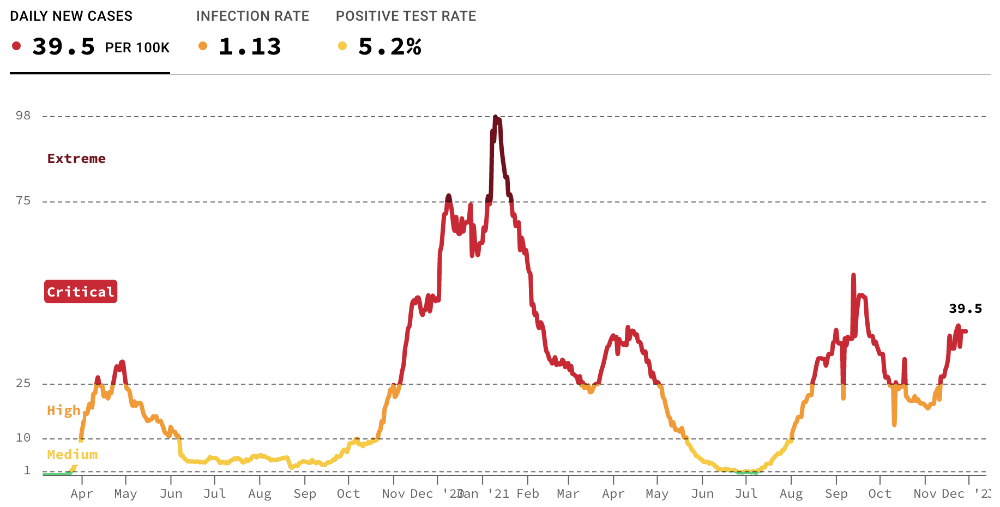 DAILY NEW CASES INFECTION RATE POSITIVE TEST RATE
39.5 PER 100K 1.13 5.2%
98
Extreme
75
Critical
39.5
25
High
10
Medium
1
Apr May Jun Jul Aug Sep Oct Nov Dec '20 Jan '21 Feb Mar Apr May Jun Jul Aug Sep Oct Nov Dec